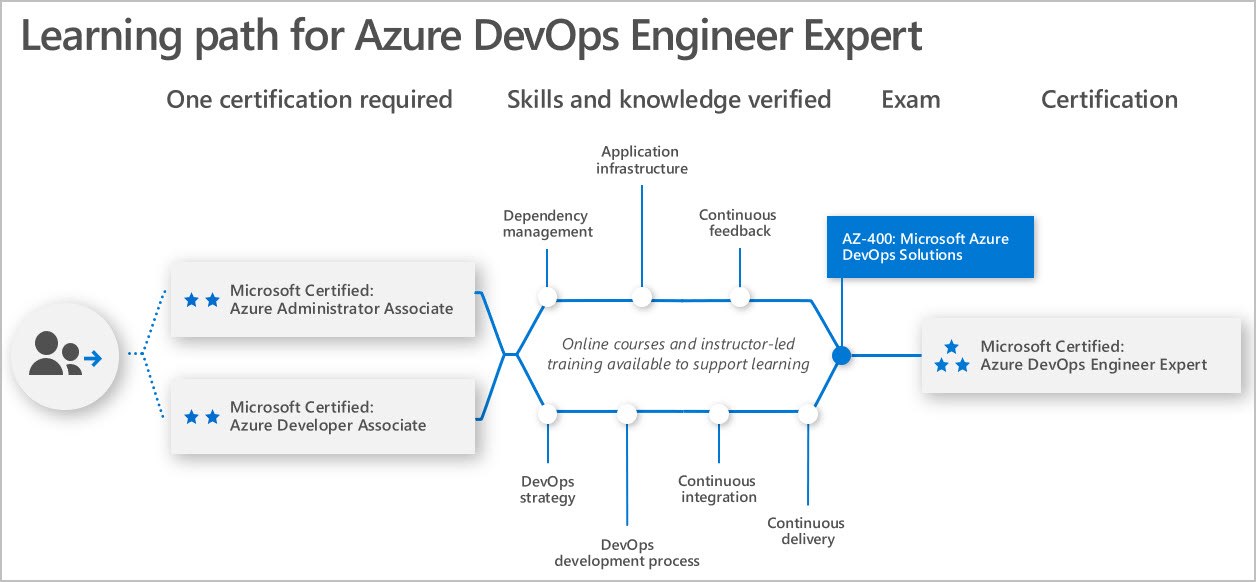 Learning path for Azure DevOps Engineer Expert
One certification required
Skills and knowledge verified
Exam
Certification
Application
infrastructure
Dependency
management
Continuous
feedback
AZ-400: Microsoft Azure
DevOps Solutions
Microsoft Certified:
Azure Administrator Associate
Online courses and instructor-led
training available to support learning
Microsoft Certified:
Azure DevOps Engineer Expert
Microsoft Certified:
Azure Developer Associate
DevOps
strategy
Continuous
integration
Continuous
delivery
DevOps
development process